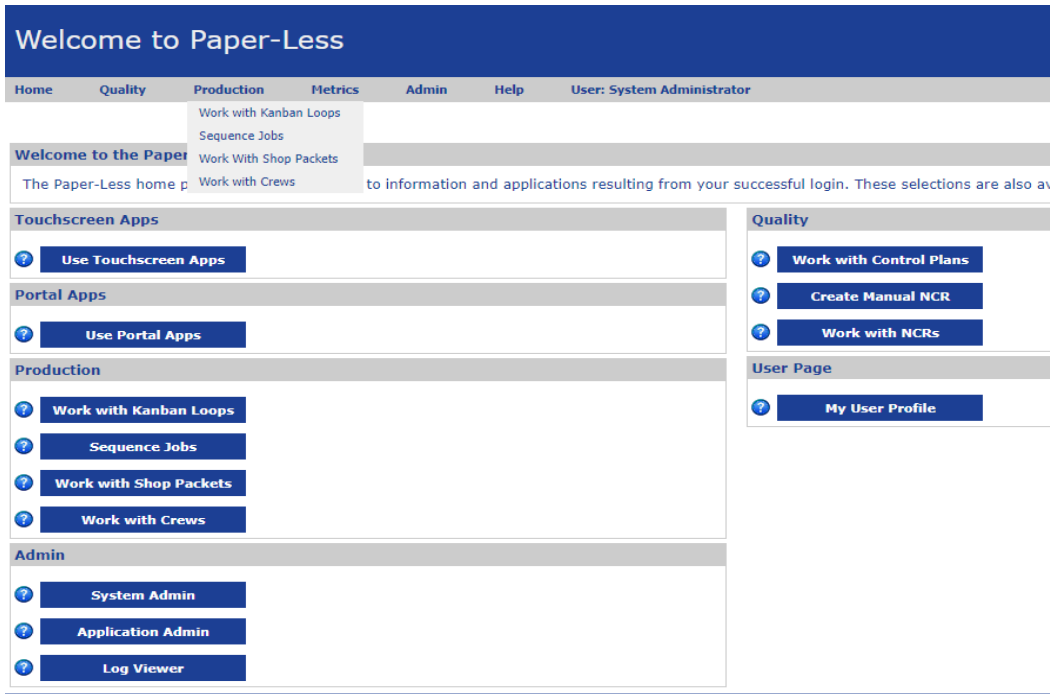 Welcome to Paper-Less
Home Quality Production Metrics Admin Help User: System Administrator
Work with Kanban Loops
Sequence Jobs
Work With Shop Packets
Work with Crews
Welcome to the Paper
The Paper-Less home p to information and applications resulting from your successful login. These selections are also av
Touchscreen Apps
Use Touchscreen Apps
Portal Apps
Use Portal Apps
Production
Work with Kanban Loops
Sequence Jobs
Work with Shop Packets
Work with Crews
Admin
System Admin
Application Admin
Log Viewer
Quality
Work with Control Plans
Create Manual NCR
Work with NCRs
User Page
My User Profile